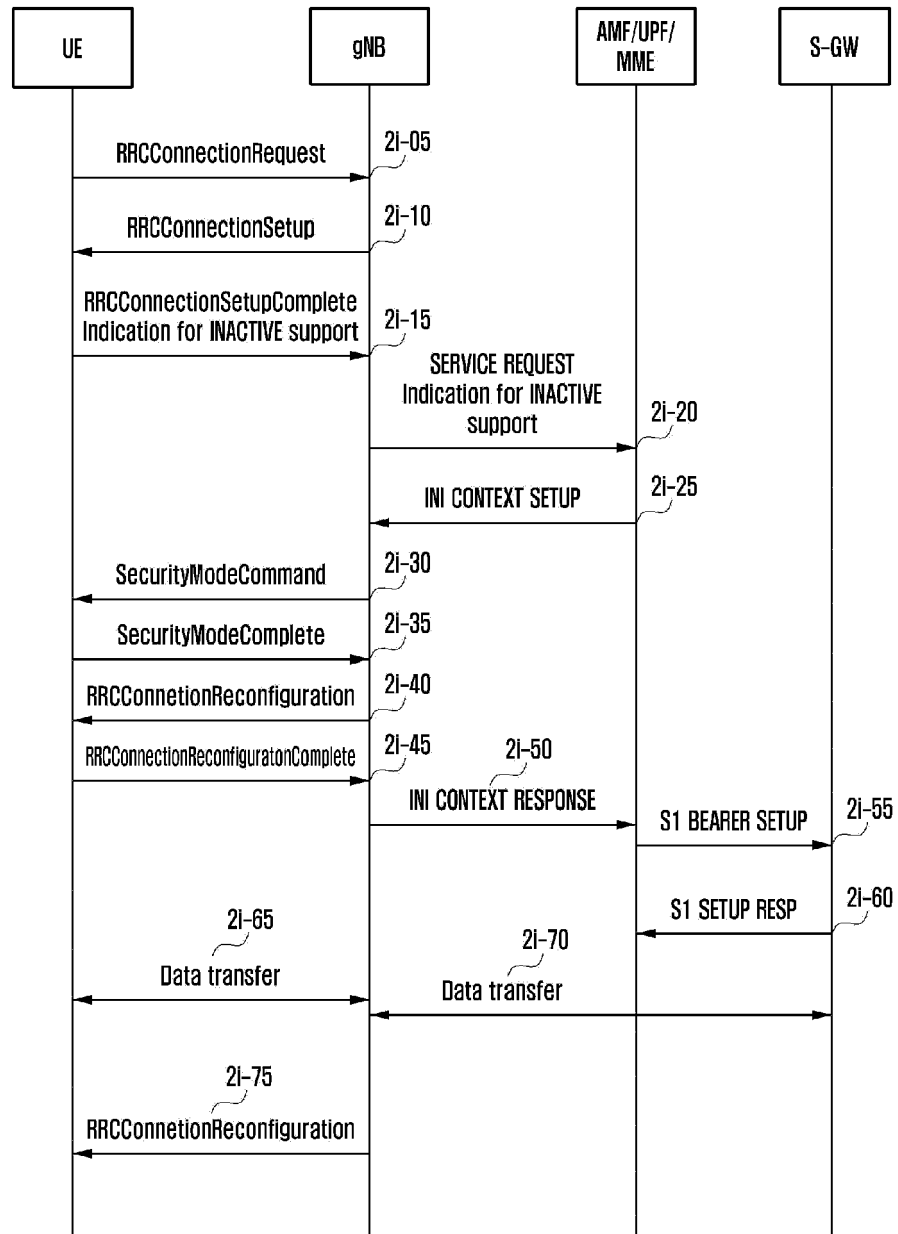 UE
gNB
AMF/UPF/
MME
S-GW
RRCConnectionRequest
2i-05
RRCConnectionSetup
2i-10
RRCConnectionSetupComplete
Indication for INACTIVE support
2i-15
SERVICE REQUEST
Indication for INACTIVE
support
2i-20
INI CONTEXT SETUP
2i-25
SecurityModeCommand
2i-30
SecurityModeComplete
2i-35
RRCConnetionReconfiguration
2i-40
RRCConnectionReconfiguratonComplete
2i-45
2i-50
INI CONTEXT RESPONSE
S1 BEARER SETUP
2i-55
S1 SETUP RESP
2i-60
2i-65
Data transfer
2i-70
Data transfer
2i-75
RRCConnetionReconfiguration